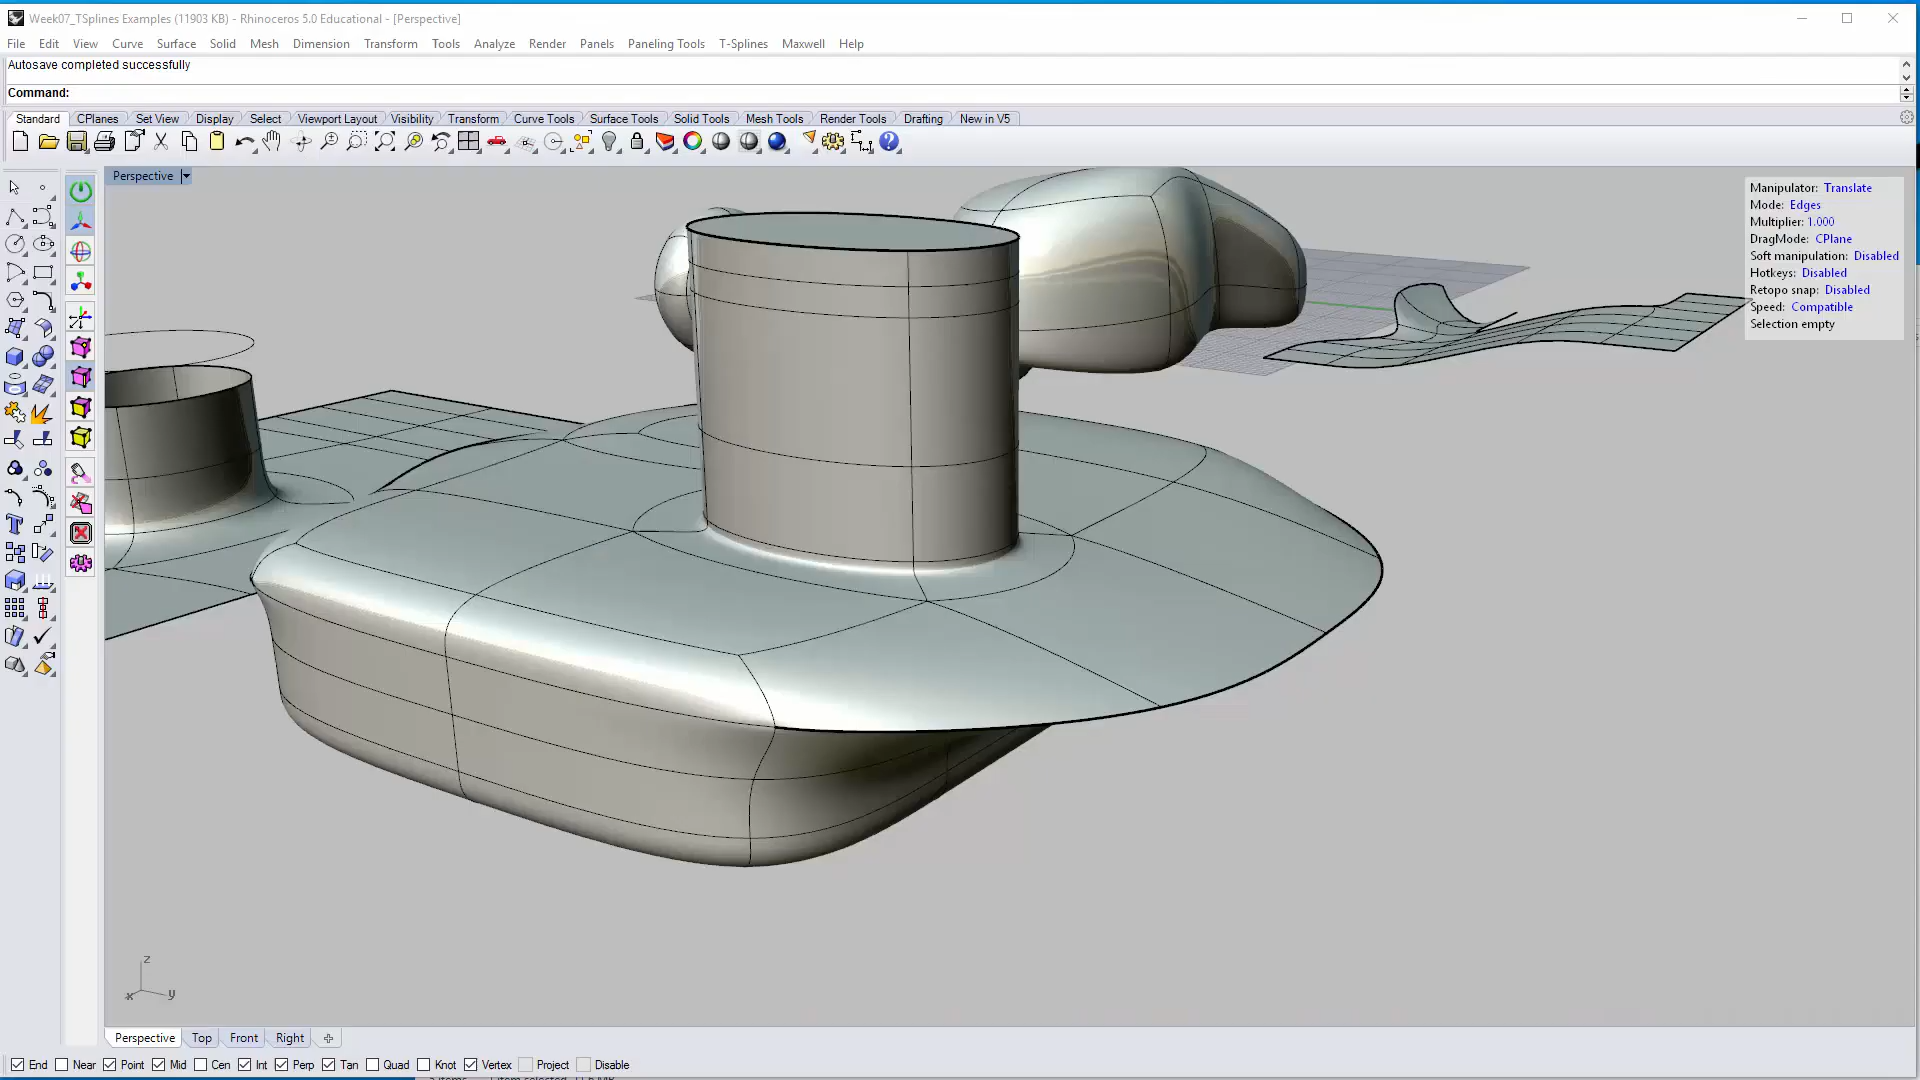 Week07_TSplines Examples (11903 KB) - Rhinoceros 5.0 Educational - [Perspective]
File Edit View Curve Surface Solid Mesh Dimension Transform Tools Analyze Render Panels Paneling Tools T-Splines Maxwell Help
Autosave completed successfully
Command:
Standard CPlanes Set View Display Select Viewport Layout Visibility Transform Curve Tools Surface Tools Solid Tools Mesh Tools Render Tools Drafting New in V5
Perspective
Manipulator: Translate
Mode: Edges
Multiplier: 1.000
DragMode: CPlane
Soft manipulation: Disabled
Hotkeys: Disabled
Retopo snap: Disabled
Speed: Compatible
Selection empty
z
x y
Perspective Top Front Right
End Near Point Mid Cen Int Perp Tan Quad Knot Vertex Project Disable